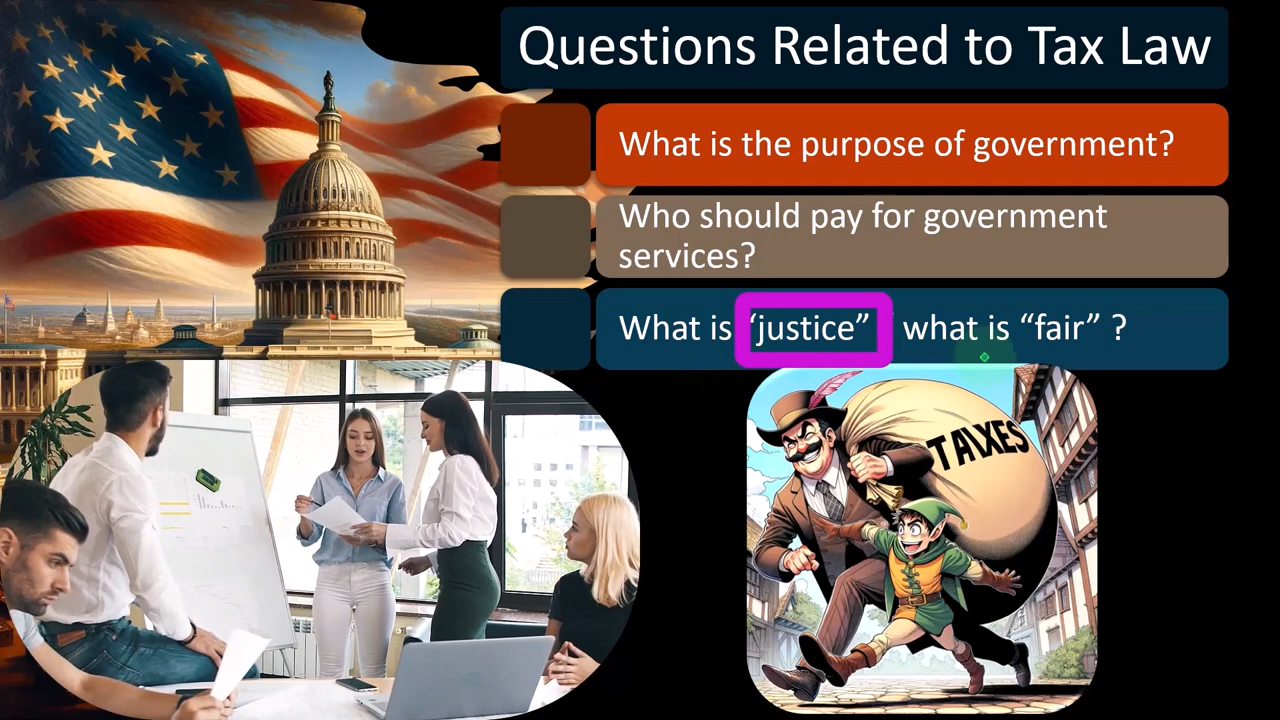 Questions Related to Tax Law
What is the purpose of government?
Who should pay for government
services?
What is “justice” what is “fair” ?
TAXES